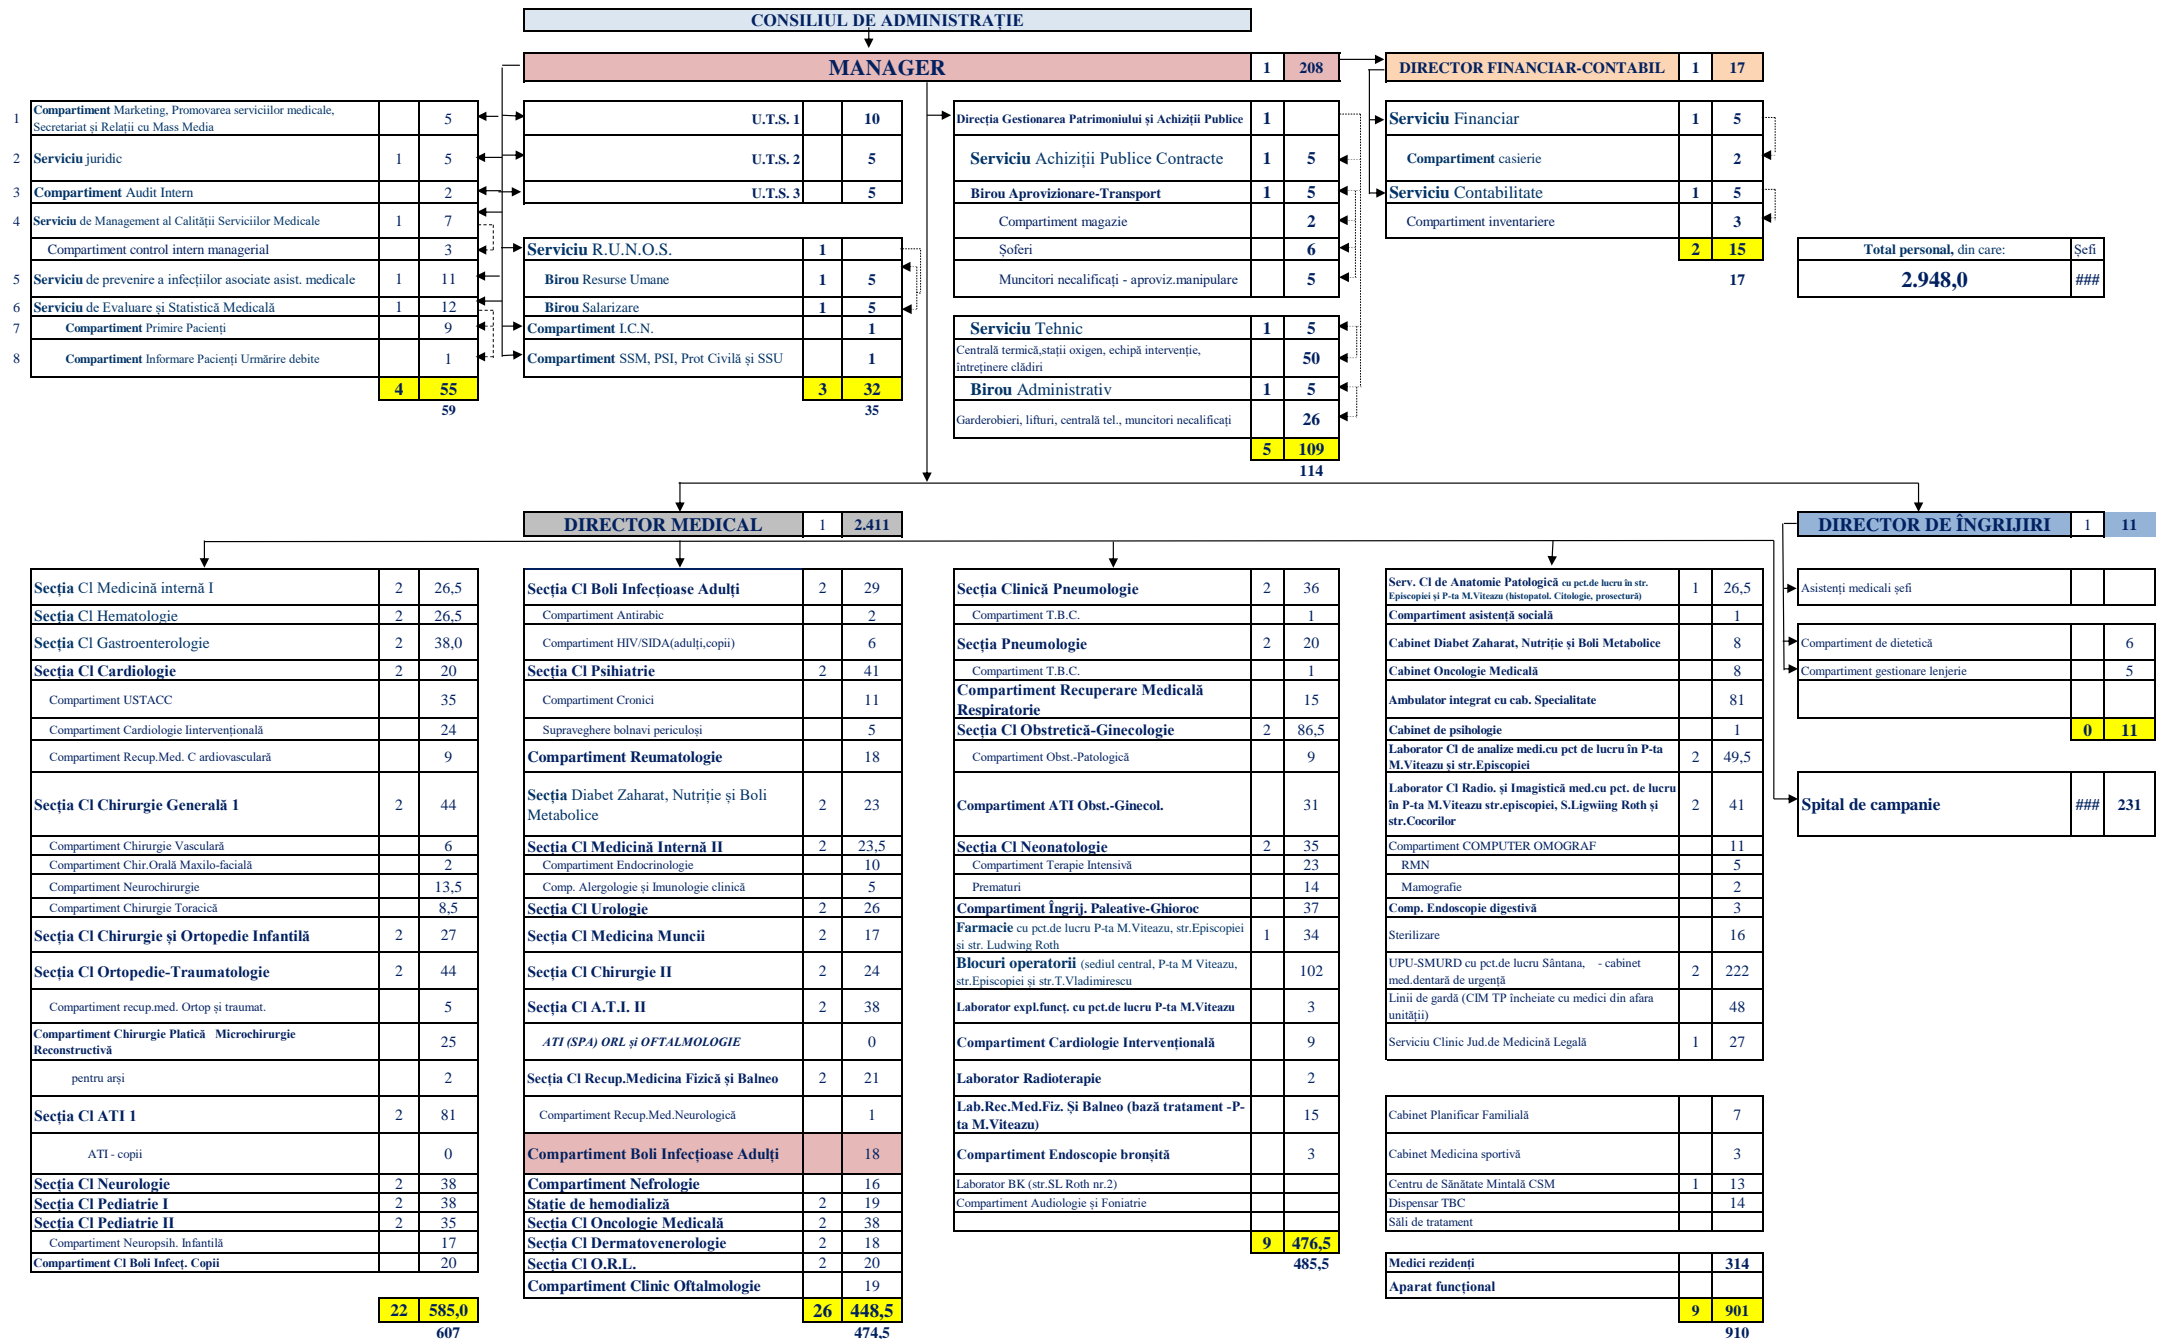 CONSILIUL DE ADMINISTRAȚIE
MANAGER 1 208
DIRECTOR FINANCIAR-CONTABIL 1 17
1 Compartiment Marketing, Promovarea serviciilor medicale,
Secretariat și Relații cu Mass Media 5
2 Serviciu juridic 1 5
3 Compartiment Audit Intern 2
4 Serviciu de Management al Calității Serviciilor Medicale 1 7
Compartiment control intern managerial 3
5 Serviciu de prevenire a infecțiilor asociate asist. medicale 1 11
6 Serviciu de Evaluare și Statistică Medicală 1 12
7 Compartiment Primire Pacienți 9
8 Compartiment Informare Pacienți Urmărire debite 1
4 55
59
U.T.S. 1 10
U.T.S. 2 5
U.T.S. 3 5
Serviciu R.U.N.O.S. 1
Birou Resurse Umane 1 5
Birou Salarizare 1 5
Compartiment I.C.N. 1
Compartiment SSM, PSI, Prot Civilă și SSU 1
3 32
35
Direcția Gestionarea Patrimoniului și Achiziții Publice 1
Serviciu Achiziții Publice Contracte 1 5
Birou Aprovizionare-Transport 1 5
Compartiment magazie 2
Șoferi 6
Muncitori necalificați - aproviz.manipulare 5
Serviciu Tehnic 1 5
Centrală termică,stații oxigen, echipă intervenție,
întreținere clădiri 50
Birou Administrativ 1 5
Garderobieri, lifturi, centrală tel., muncitori necalificați 26
5 109
114
Serviciu Financiar 1 5
Compartiment casierie 2
Serviciu Contabilitate 1 5
Compartiment inventariere 3
2 15
17
Total personal, din care: Șefi
2.948,0 ###
DIRECTOR MEDICAL 1 2.411
DIRECTOR DE ÎNGRIJIRI 1 11
Secția Cl Medicină internă I 2 26,5
Secția Cl Hematologie 2 26,5
Secția Cl Gastroenterologie 2 38,0
Secția Cl Cardiologie 2 20
Compartiment USTACC 35
Compartiment Cardiologie Iintervențională 24
Compartiment Recup.Med. C ardiovasculară 9
Secția Cl Chirurgie Generală 1 2 44
Compartiment Chirurgie Vasculară 6
Compartiment Chir.Orală Maxilo-facială 2
Compartiment Neurochirurgie 13,5
Compartiment Chirurgie Toracică 8,5
Secția Cl Chirurgie și Ortopedie Infantilă 2 27
Secția Cl Ortopedie-Traumatologie 2 44
Compartiment recup.med. Ortop și traumat. 5
Compartiment Chirurgie Platică Microchirurgie
Reconstructivă 25
pentru arși 2
Secția Cl ATI 1 2 81
ATI - copii 0
Secția Cl Neurologie 2 38
Secția Cl Pediatrie I 2 38
Secția Cl Pediatrie II 2 35
Compartiment Neuropsih. Infantilă 17
Compartiment Cl Boli Infecț. Copii 20
22 585,0
607
Secția Cl Boli Infecțioase Adulți 2 29
Compartiment Antirabic 2
Compartiment HIV/SIDA(adulți,copii) 6
Secția Cl Psihiatrie 2 41
Compartiment Cronici 11
Supraveghere bolnavi periculoși 5
Compartiment Reumatologie 18
Secția Diabet Zaharat, Nutriție și Boli
Metabolice 2 23
Secția Cl Medicină Internă II 2 23,5
Compartiment Endocrinologie 10
Comp. Alergologie și Imunologie clinică 5
Secția Cl Urologie 2 26
Secția Cl Medicina Muncii 2 17
Secția Cl Chirurgie II 2 24
Secția Cl A.T.I. II 2 38
ATI (SPA) ORL și OFTALMOLOGIE 0
Secția Cl Recup.Medicina Fizică și Balneo 2 21
Compartiment Recup.Med.Neurologică 1
Compartiment Boli Infecțioase Adulți 18
Compartiment Nefrologie 16
Stație de hemodializă 2 19
Secția Cl Oncologie Medicală 2 38
Secția Cl Dermatovenerologie 2 18
Secția Cl O.R.L. 2 20
Compartiment Clinic Oftalmologie 19
26 448,5
474,5
Secția Clinică Pneumologie 2 36
Compartiment T.B.C. 1
Secția Pneumologie 2 20
Compartiment T.B.C. 1
Compartiment Recuperare Medicală
Respiratorie 15
Secția Cl Obstretică-Ginecologie 2 86,5
Compartiment Obst.-Patologică 9
Compartiment ATI Obst.-Ginecol. 31
Secția Cl Neonatologie 2 35
Compartiment Terapie Intensivă 23
Prematuri 14
Compartiment Îngrij. Paleative-Ghioroc 37
Farmacie cu pct.de lucru P-ta M.Viteazu, str.Episcopiei
și str. Ludwing Roth 1 34
Blocuri operatorii (sediul central, P-ta M Viteazu,
str.Episcopiei și str.T.Vladimirescu 102
Laborator expl.funcț. cu pct.de lucru P-ta M.Viteazu 3
Compartiment Cardiologie Intervențională 9
Laborator Radioterapie 2
Lab.Rec.Med.Fiz. Și Balneo (bază tratament -P-
ta M.Viteazu) 15
Compartiment Endoscopie bronșită 3
Laborator BK (str.SL Roth nr.2)
Compartiment Audiologie și Foniatrie
9 476,5
485,5
Serv. Cl de Anatomie Patologică cu pct.de lucru în str.
Episcopiei și P-ta M.Viteazu (histopatol. Citologie, prosectură) 1 26,5
Compartiment asistență socială 1
Cabinet Diabet Zaharat, Nutriție și Boli Metabolice 8
Cabinet Oncologie Medicală 8
Ambulator integrat cu cab. Specialitate 81
Cabinet de psihologie 1
Laborator Cl de analize medi.cu pct de lucru în P-ta
M.Viteazu și str.Episcopiei 2 49,5
Laborator Cl Radio. și Imagistică med.cu pct. de lucru
în P-ta M.Viteazu str.episcopiei, S.Ligwiing Roth și
str.Cocorilor 2 41
Compartiment COMPUTER OMOGRAF 11
RMN 5
Mamografie 2
Comp. Endoscopie digestivă 3
Sterilizare 16
UPU-SMURD cu pct.de lucru Sântana, - cabinet
med.dentară de urgență 2 222
Linii de gardă (CIM TP încheiate cu medici din afara
unității) 48
Serviciu Clinic Jud.de Medicină Legală 1 27
Cabinet Planificar Familială 7
Cabinet Medicina sportivă 3
Centru de Sănătate Mintală CSM 1 13
Dispensar TBC 14
Săli de tratament
Medici rezidenți 314
Aparat funcțional
9 901
910
Asistenți medicali șefi
Compartiment de dietetică 6
Compartiment gestionare lenjerie 5
0 11
Spital de campanie ### 231